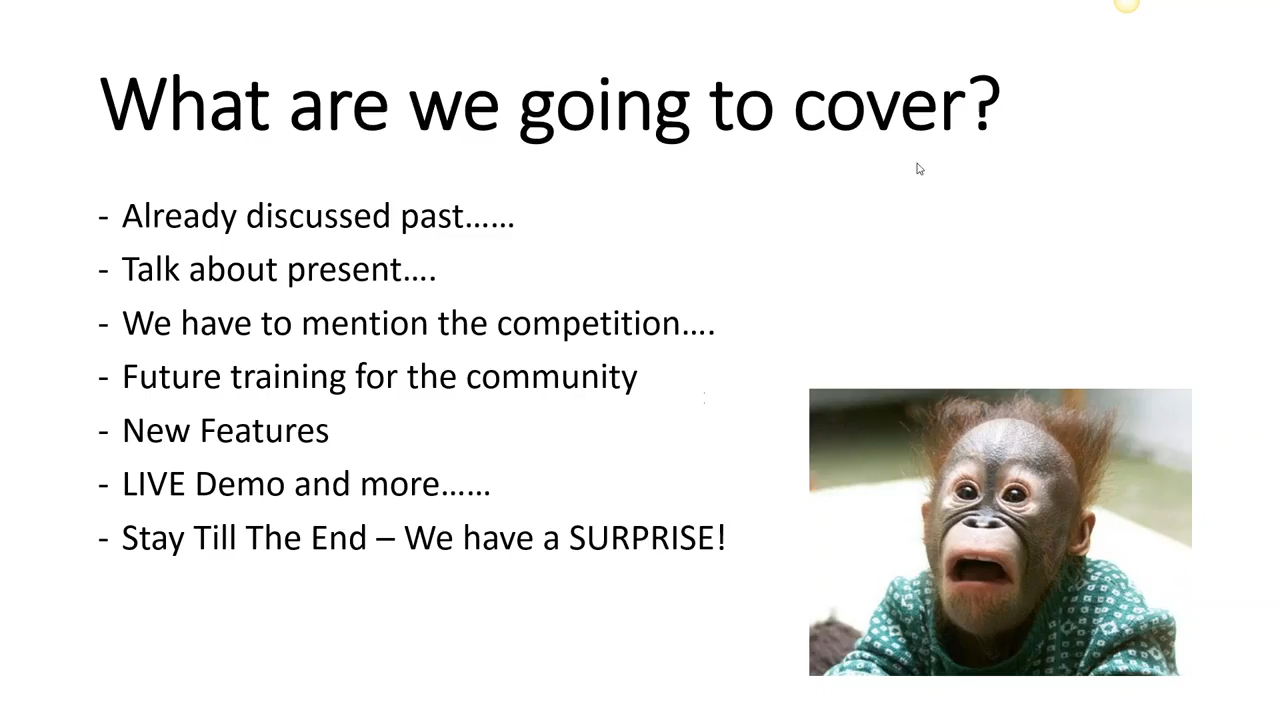 What are we going to cover?
- Already discussed past……
- Talk about present….
- We have to mention the competition….
- Future training for the community
- New Features
- LIVE Demo and more……
- Stay Till The End – We have a SURPRISE!